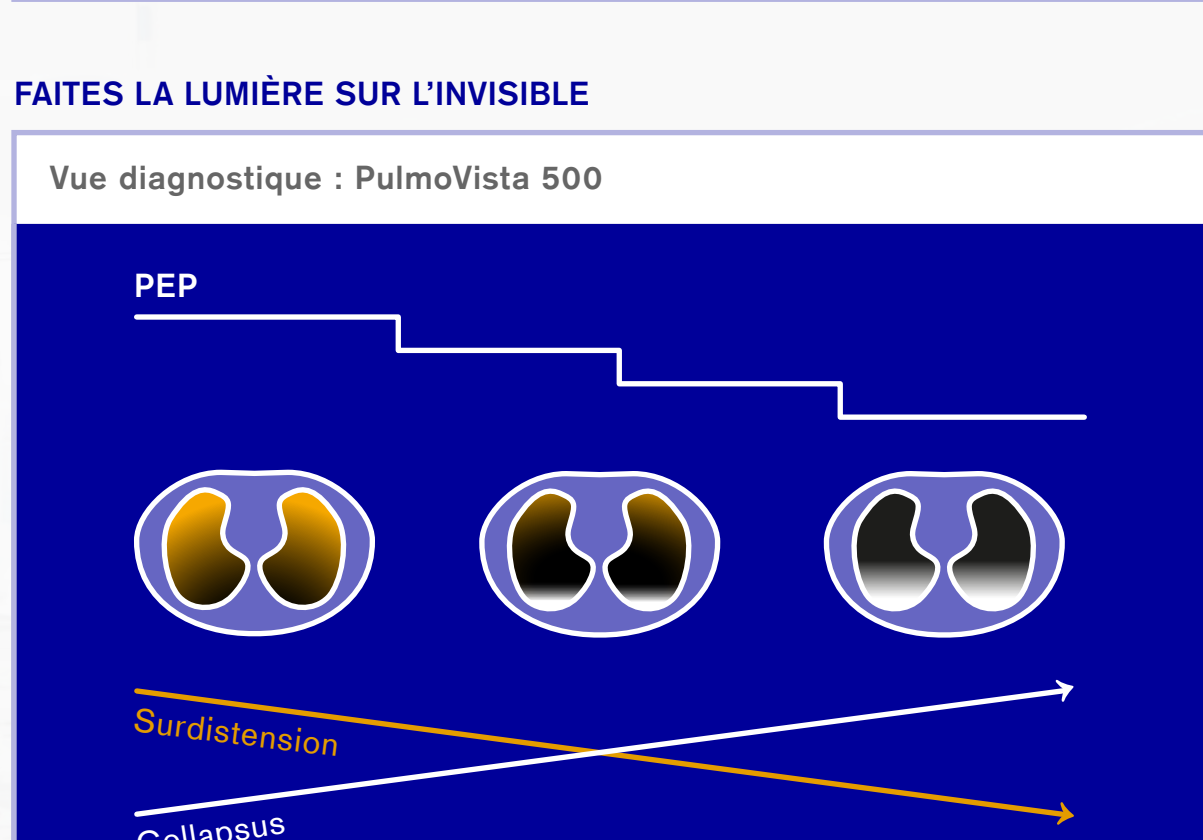 FAITES LA LUMIÈRE SUR L’INVISIBLE
Vue diagnostique : PulmoVista 500
PEP
Surdistension
Collapsus